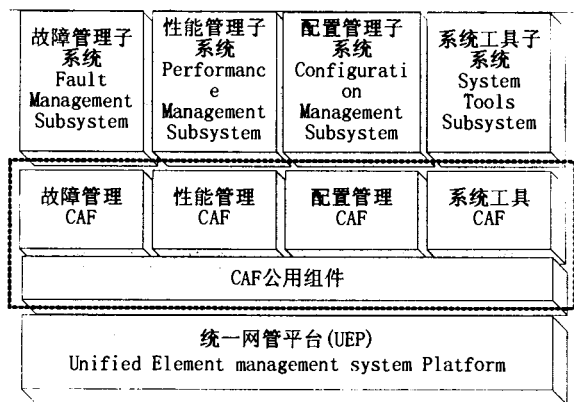 故障管理子
系统
Fault
Management
Subsystem
性能管理子
系统
Performanc
e
Management
Subsystem
配置管理子
系统
Configurati
on
Management
Subsystem
系统工具子
系统
System
Tools
Subsystem
故障管理
CAF
性能管理
CAF
配置管理
CAF
系统工具
CAF
CAF公用组件
统一网管平台(UEP)
Unified Element management system Platform